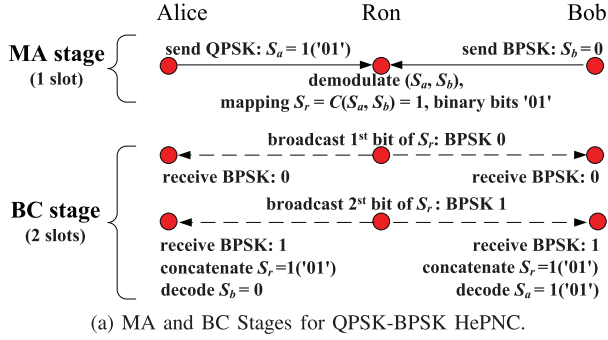 Alice Ron Bob
MA stage
(1 slot)
send QPSK: Sa = 1('01') send BPSK: Sb=0
demodulate (Sa, Sb),
mapping Sr = C(Sa, Sb) = 1, binary bits '01'
BC stage
(2 slots)
broadcast 1st bit of Sr: BPSK 0
receive BPSK: 0 receive BPSK: 0
broadcast 2st bit of Sr: BPSK 1
receive BPSK: 1 receive BPSK: 1
concatenate Sr=1('01') concatenate Sr=1('01')
decode Sb = 0 decode Sa = 1('01')
(a) MA and BC Stages for QPSK-BPSK HePNC.